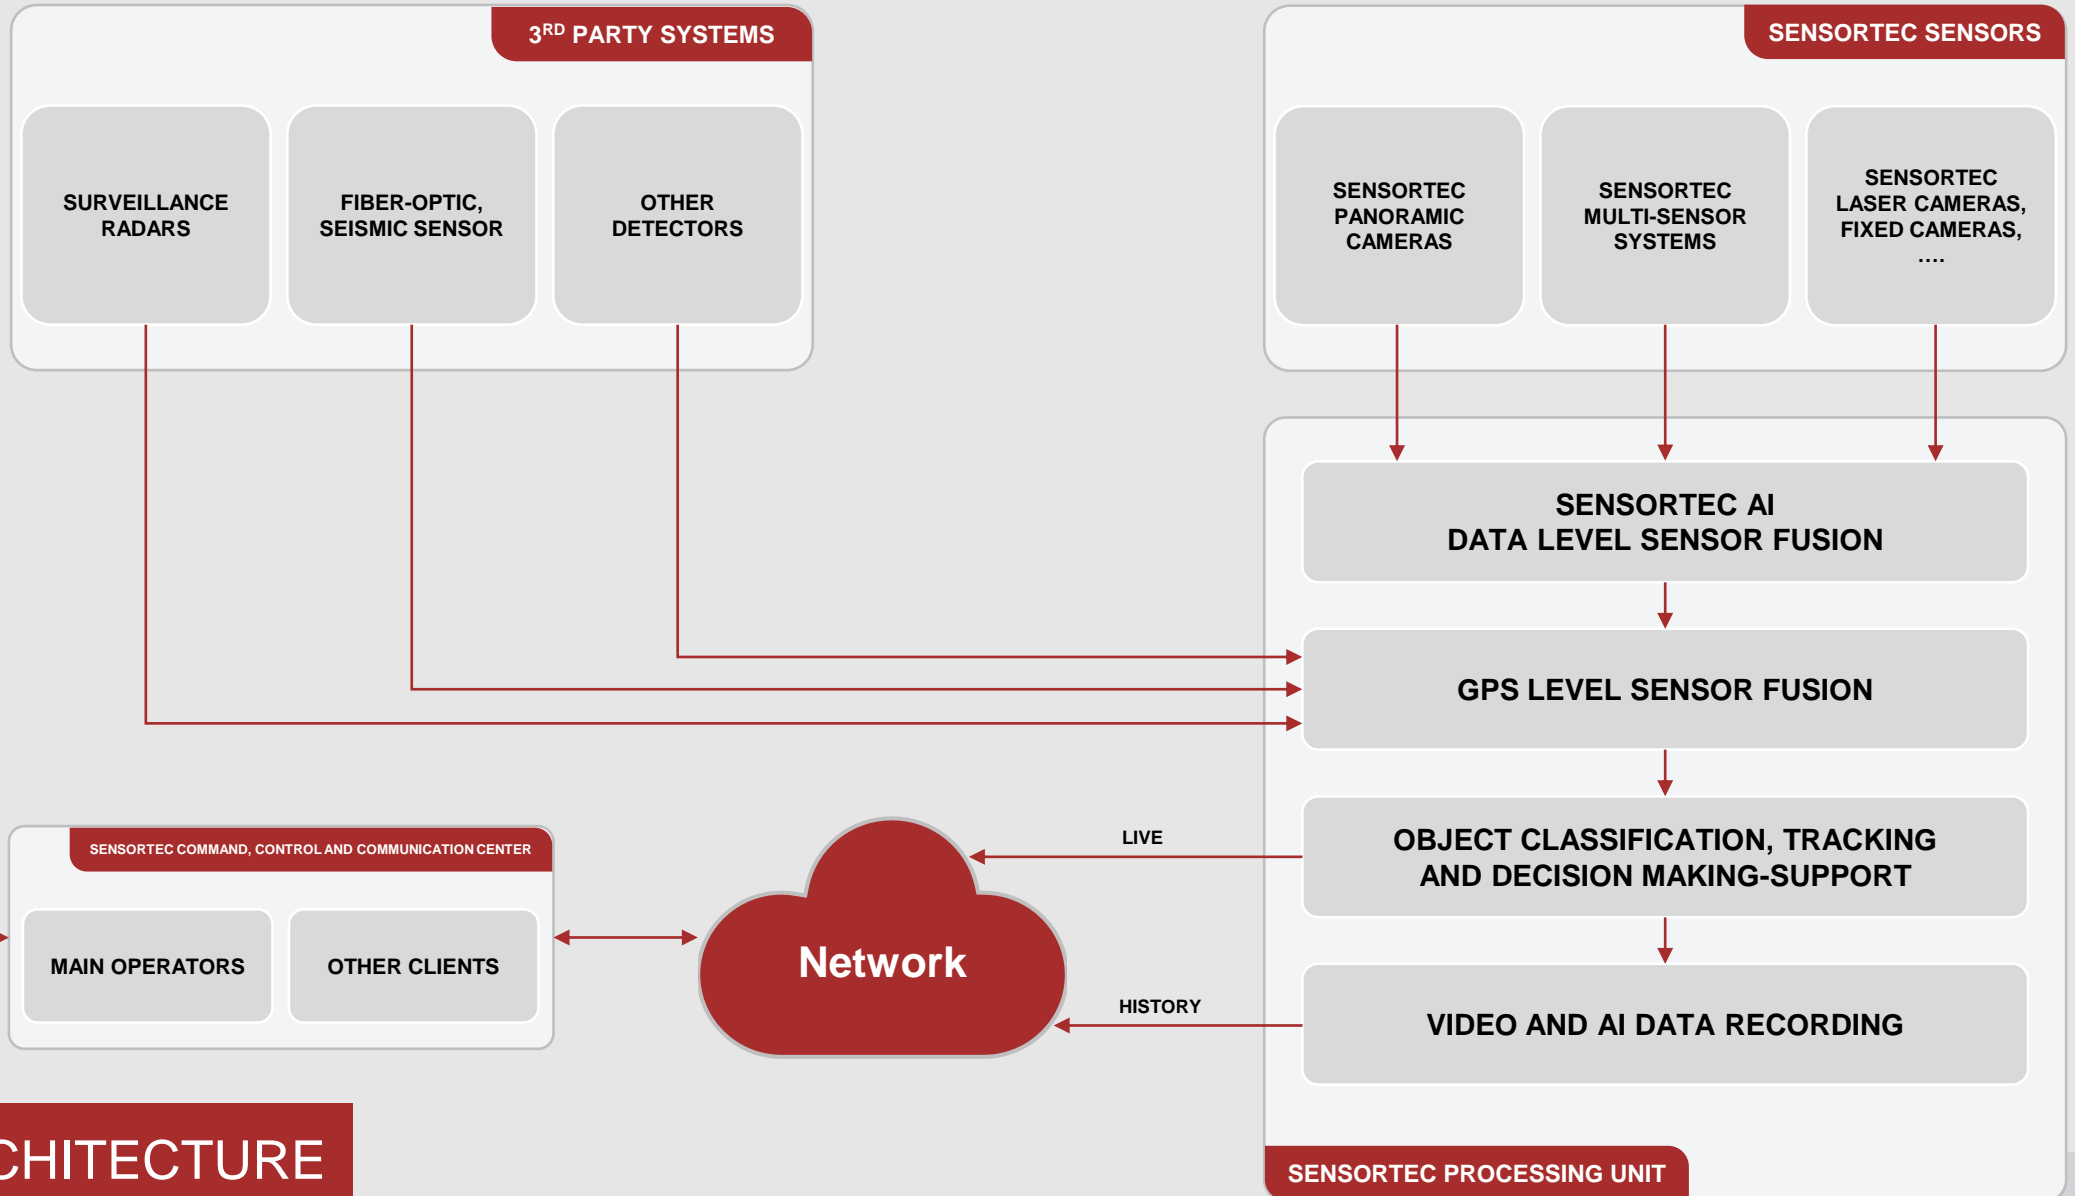 3RD PARTY SYSTEMS
SURVEILLANCE
RADARS
FIBER-OPTIC,
SEISMIC SENSOR
OTHER
DETECTORS
SENSORTEC SENSORS
SENSORTEC
PANORAMIC
CAMERAS
SENSORTEC
MULTI-SENSOR
SYSTEMS
SENSORTEC
LASER CAMERAS,
FIXED CAMERAS,
....
SENSORTEC AI
DATA LEVEL SENSOR FUSION
GPS LEVEL SENSOR FUSION
OBJECT CLASSIFICATION, TRACKING
AND DECISION MAKING-SUPPORT
VIDEO AND AI DATA RECORDING
SENSORTEC PROCESSING UNIT
LIVE
HISTORY
Network
SENSORTEC COMMAND, CONTROL AND COMMUNICATION CENTER
MAIN OPERATORS
OTHER CLIENTS
CHITECTURE